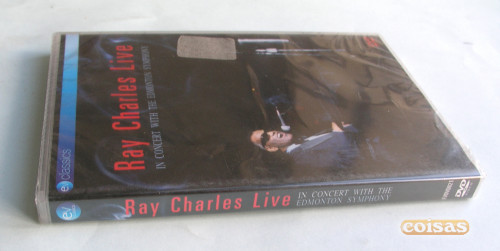 Ray Charles Live
IN CONCERT WITH THE EDMONTON SYMPHONY
e classics
e
Ray Charles Live
IN CONCERT WITH THE
EDMONTON SYMPHONY
DVD
coisas